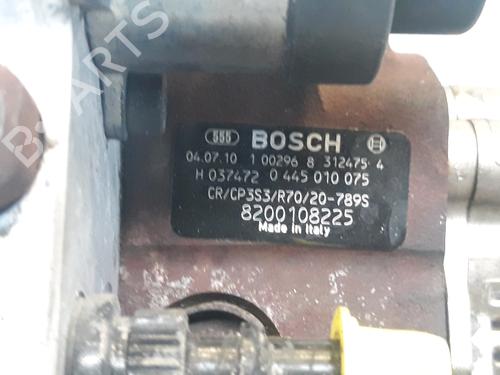 B-PARTS
555 BOSCH
04.07.10 1 00296 8 312475 4
H 037472 0 445 010 075
CR/CP3S3/R70/20-789S
8200108225
Made in Italy